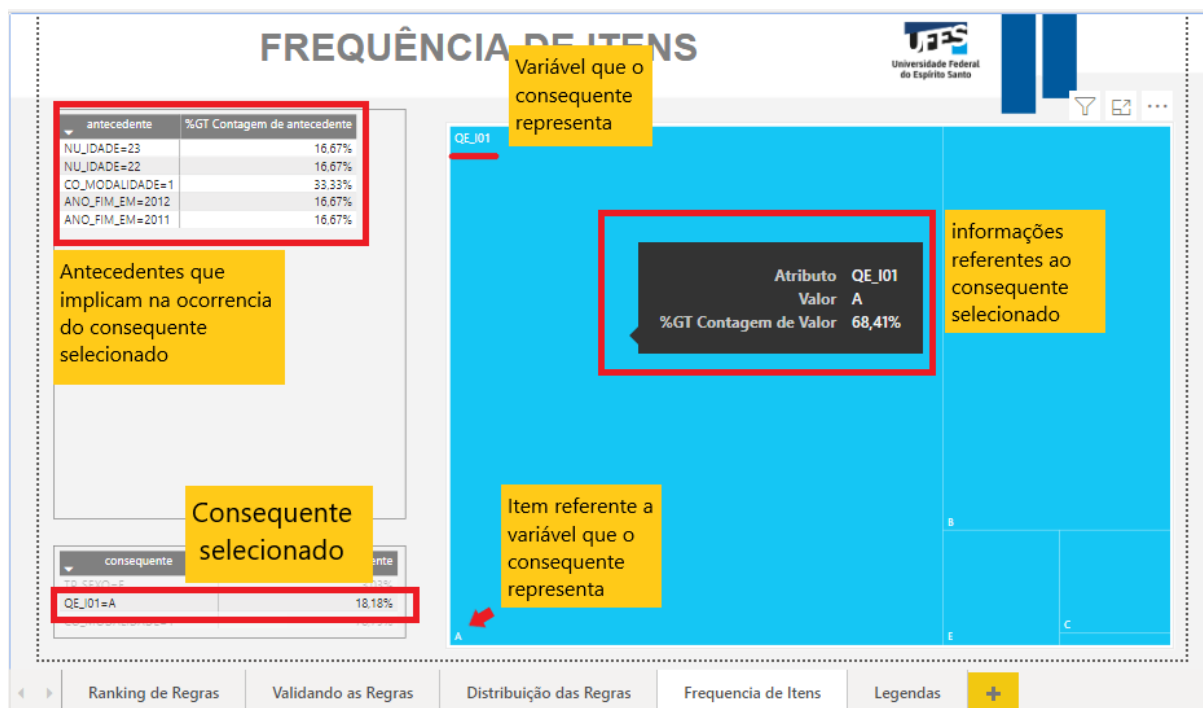 FREQUÊNCIA DE ITENS
UFES
Universidade Federal
do Espírito Santo
Variável que o
consequente
representa
antecedente %GT Contagem de antecedente
NU_IDADE=23 16,67%
NU_IDADE=22 16,67%
CO_MODALIDADE=1 33,33%
ANO_FIM_EM=2012 16,67%
ANO_FIM_EM=2011 16,67%
QE_I01
Antecedentes que
implicam na ocorrencia
do consequente
selecionado
Atributo QE_I01
Valor A
%GT Contagem de Valor 68,41%
informações
referentes ao
consequente
selecionado
Consequente
selecionado
Item referente a
variável que o
consequente
representa
consequente
QE_I01=A 18,18%
A
B
E
C
Ranking de Regras
Validando as Regras
Distribuição das Regras
Frequencia de Itens
Legendas
+